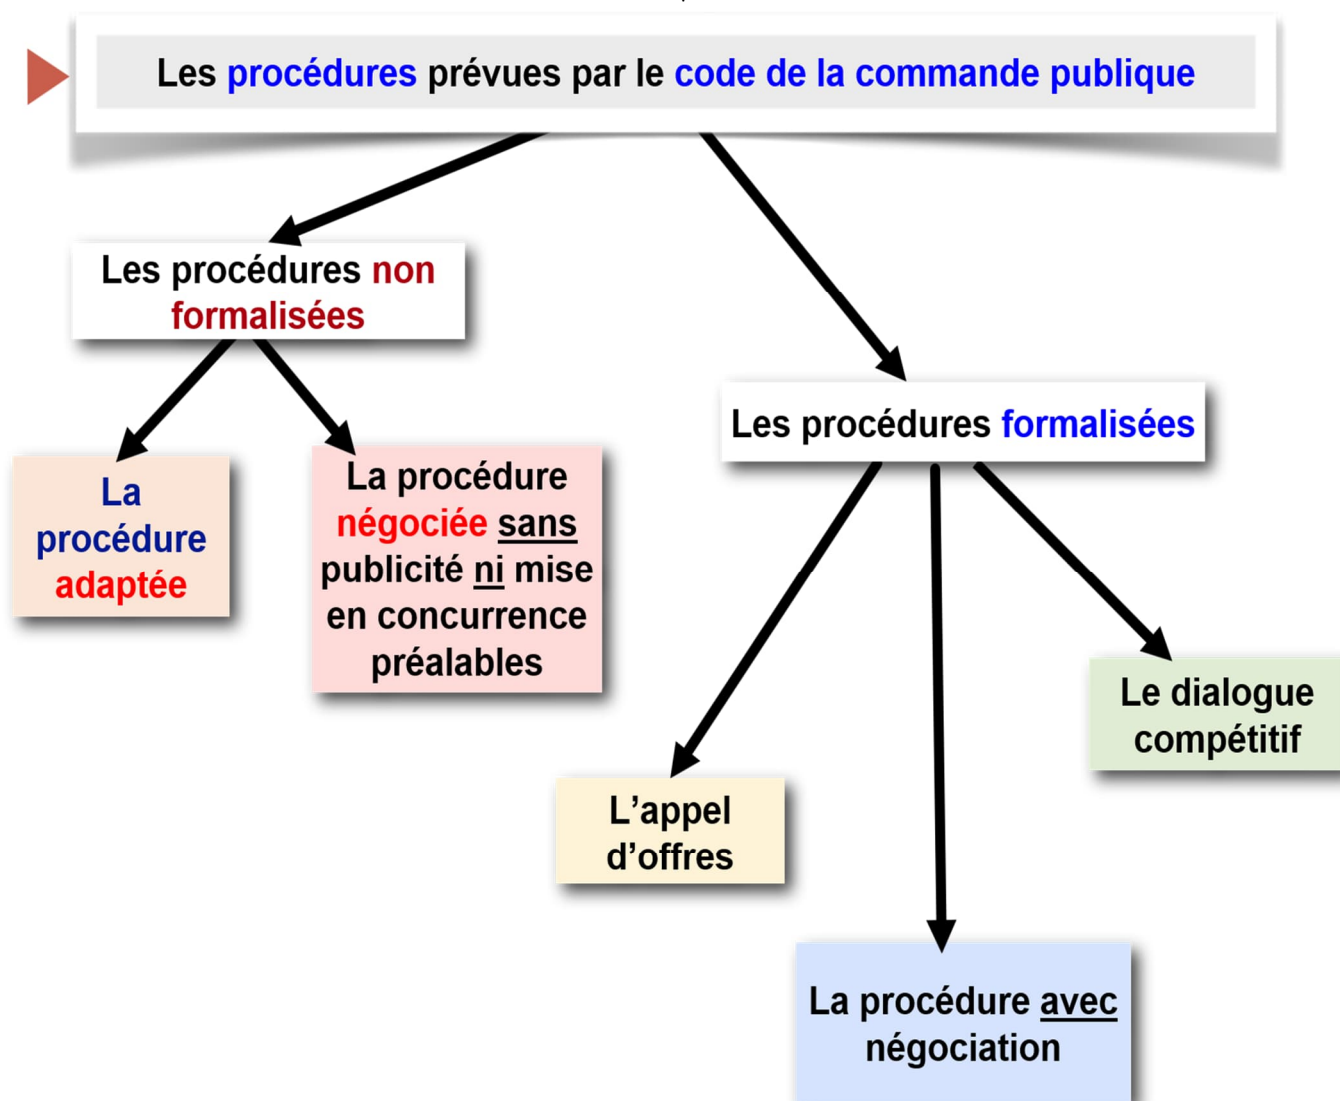 Les procédures prévues par le code de la commande publique
Les procédures non
formalisées
Les procédures formalisées
La
procédure
adaptée
La procédure
négociée sans
publicité ni mise
en concurrence
préalables
Le dialogue
compétitif
L’appel
d’offres
La procédure avec
négociation